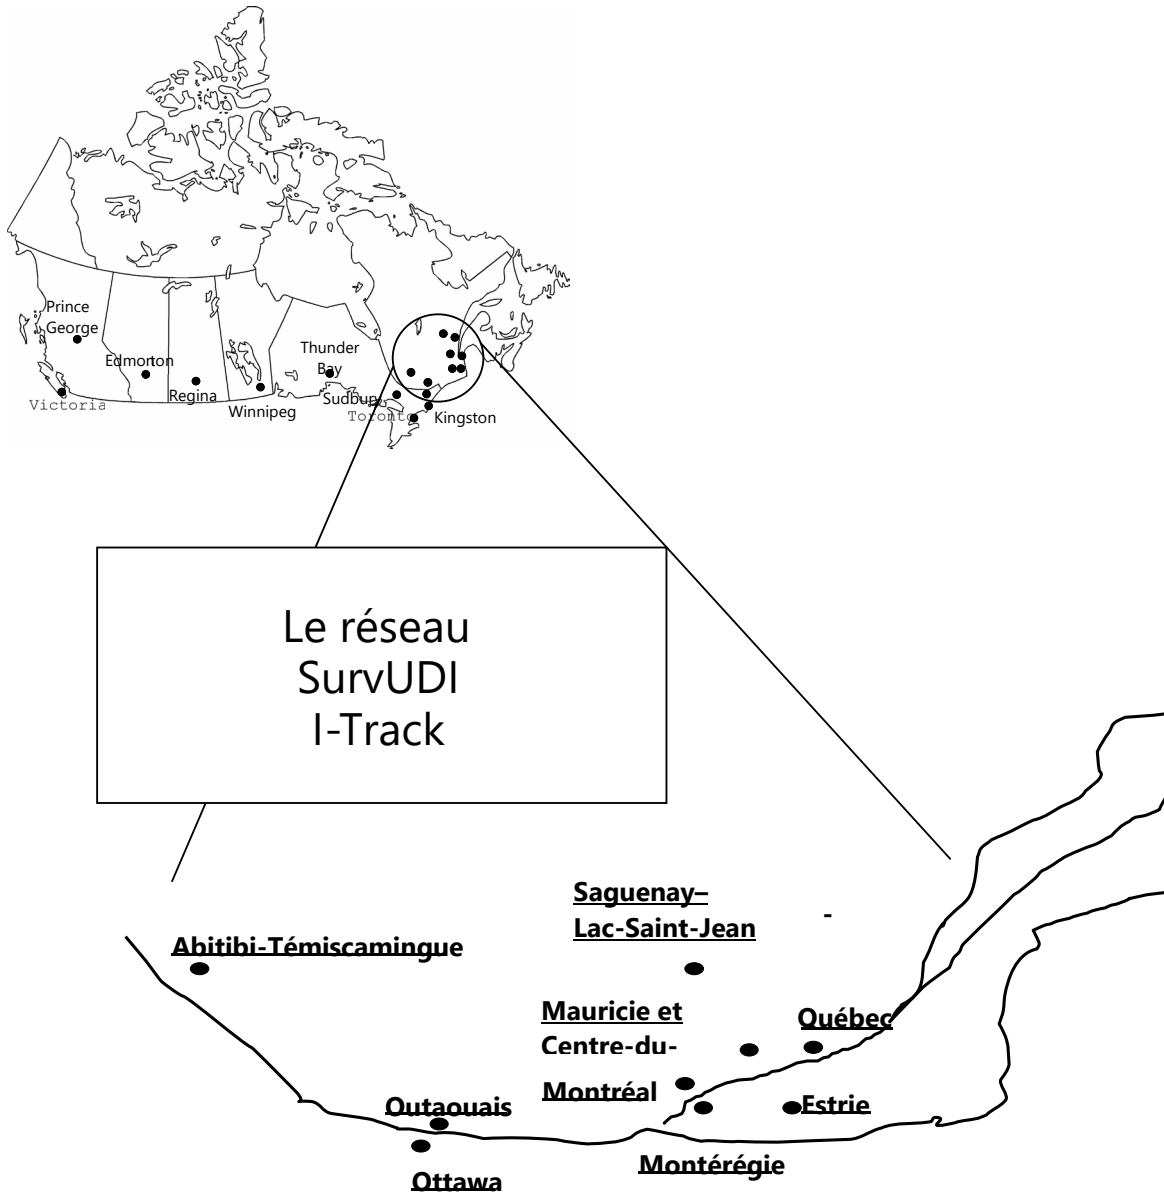 Prince
George
Edmorton
Thunder
Bay
Regina
Sudbury
Victoria
Winnipeg
Toronto
Kingston
Le réseau
SurvUDI
I-Track
Saguenay–
Lac-Saint-Jean
-
Abitibi-Témiscamingue
Mauricie et
Centre-du-
Québec
Montréal
Outaouais
Estrie
Montérégie
Ottawa